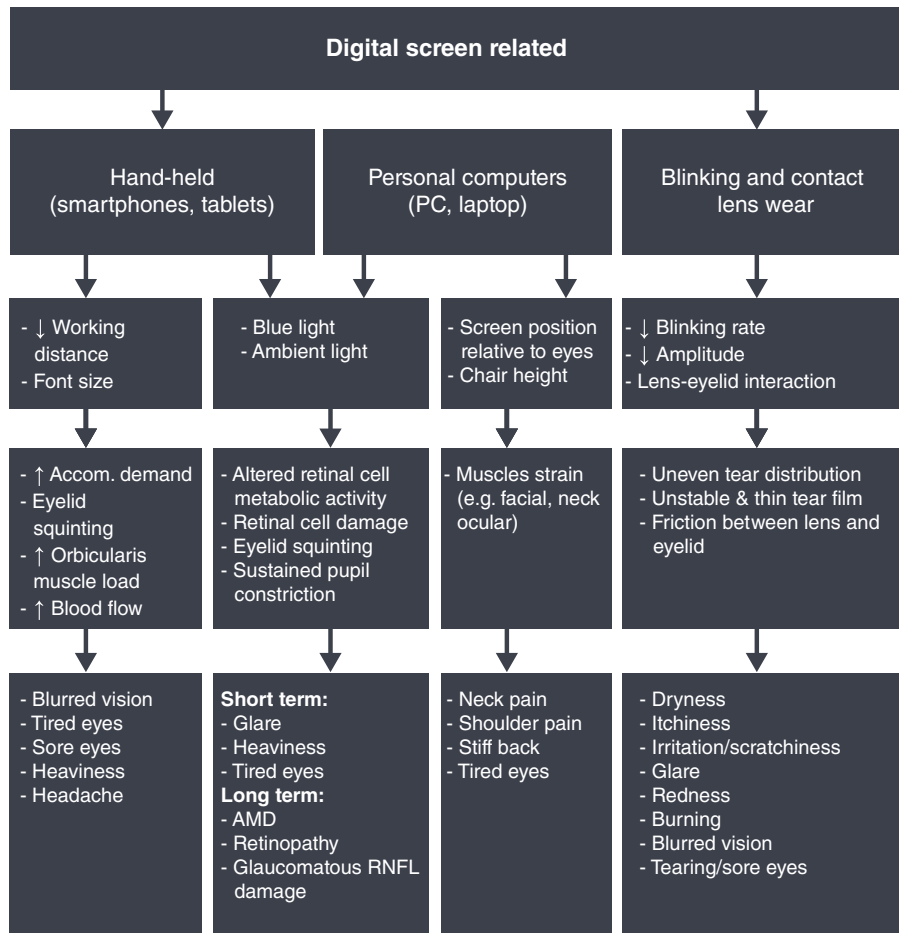 Digital screen related
Hand-held
(smartphones, tablets)
Personal computers
(PC, laptop)
Blinking and contact
lens wear
- ↓ Working
distance
- Font size
- Blue light
- Ambient light
- Screen position
relative to eyes
- Chair height
- ↓ Blinking rate
- ↓ Amplitude
- Lens-eyelid interaction
- ↑ Accom. demand
- Eyelid
squinting
- ↑ Orbicularis
muscle load
- ↑ Blood flow
- Altered retinal cell
metabolic activity
- Retinal cell damage
- Eyelid squinting
- Sustained pupil
constriction
- Muscles strain
(e.g. facial, neck
ocular)
- Uneven tear distribution
- Unstable & thin tear film
- Friction between lens and
eyelid
- Blurred vision
- Tired eyes
- Sore eyes
- Heaviness
- Headache
Short term:
- Glare
- Heaviness
- Tired eyes
Long term:
- AMD
- Retinopathy
- Glaucomatous RNFL
damage
- Neck pain
- Shoulder pain
- Stiff back
- Tired eyes
- Dryness
- Itchiness
- Irritation/scratchiness
- Glare
- Redness
- Burning
- Blurred vision
- Tearing/sore eyes